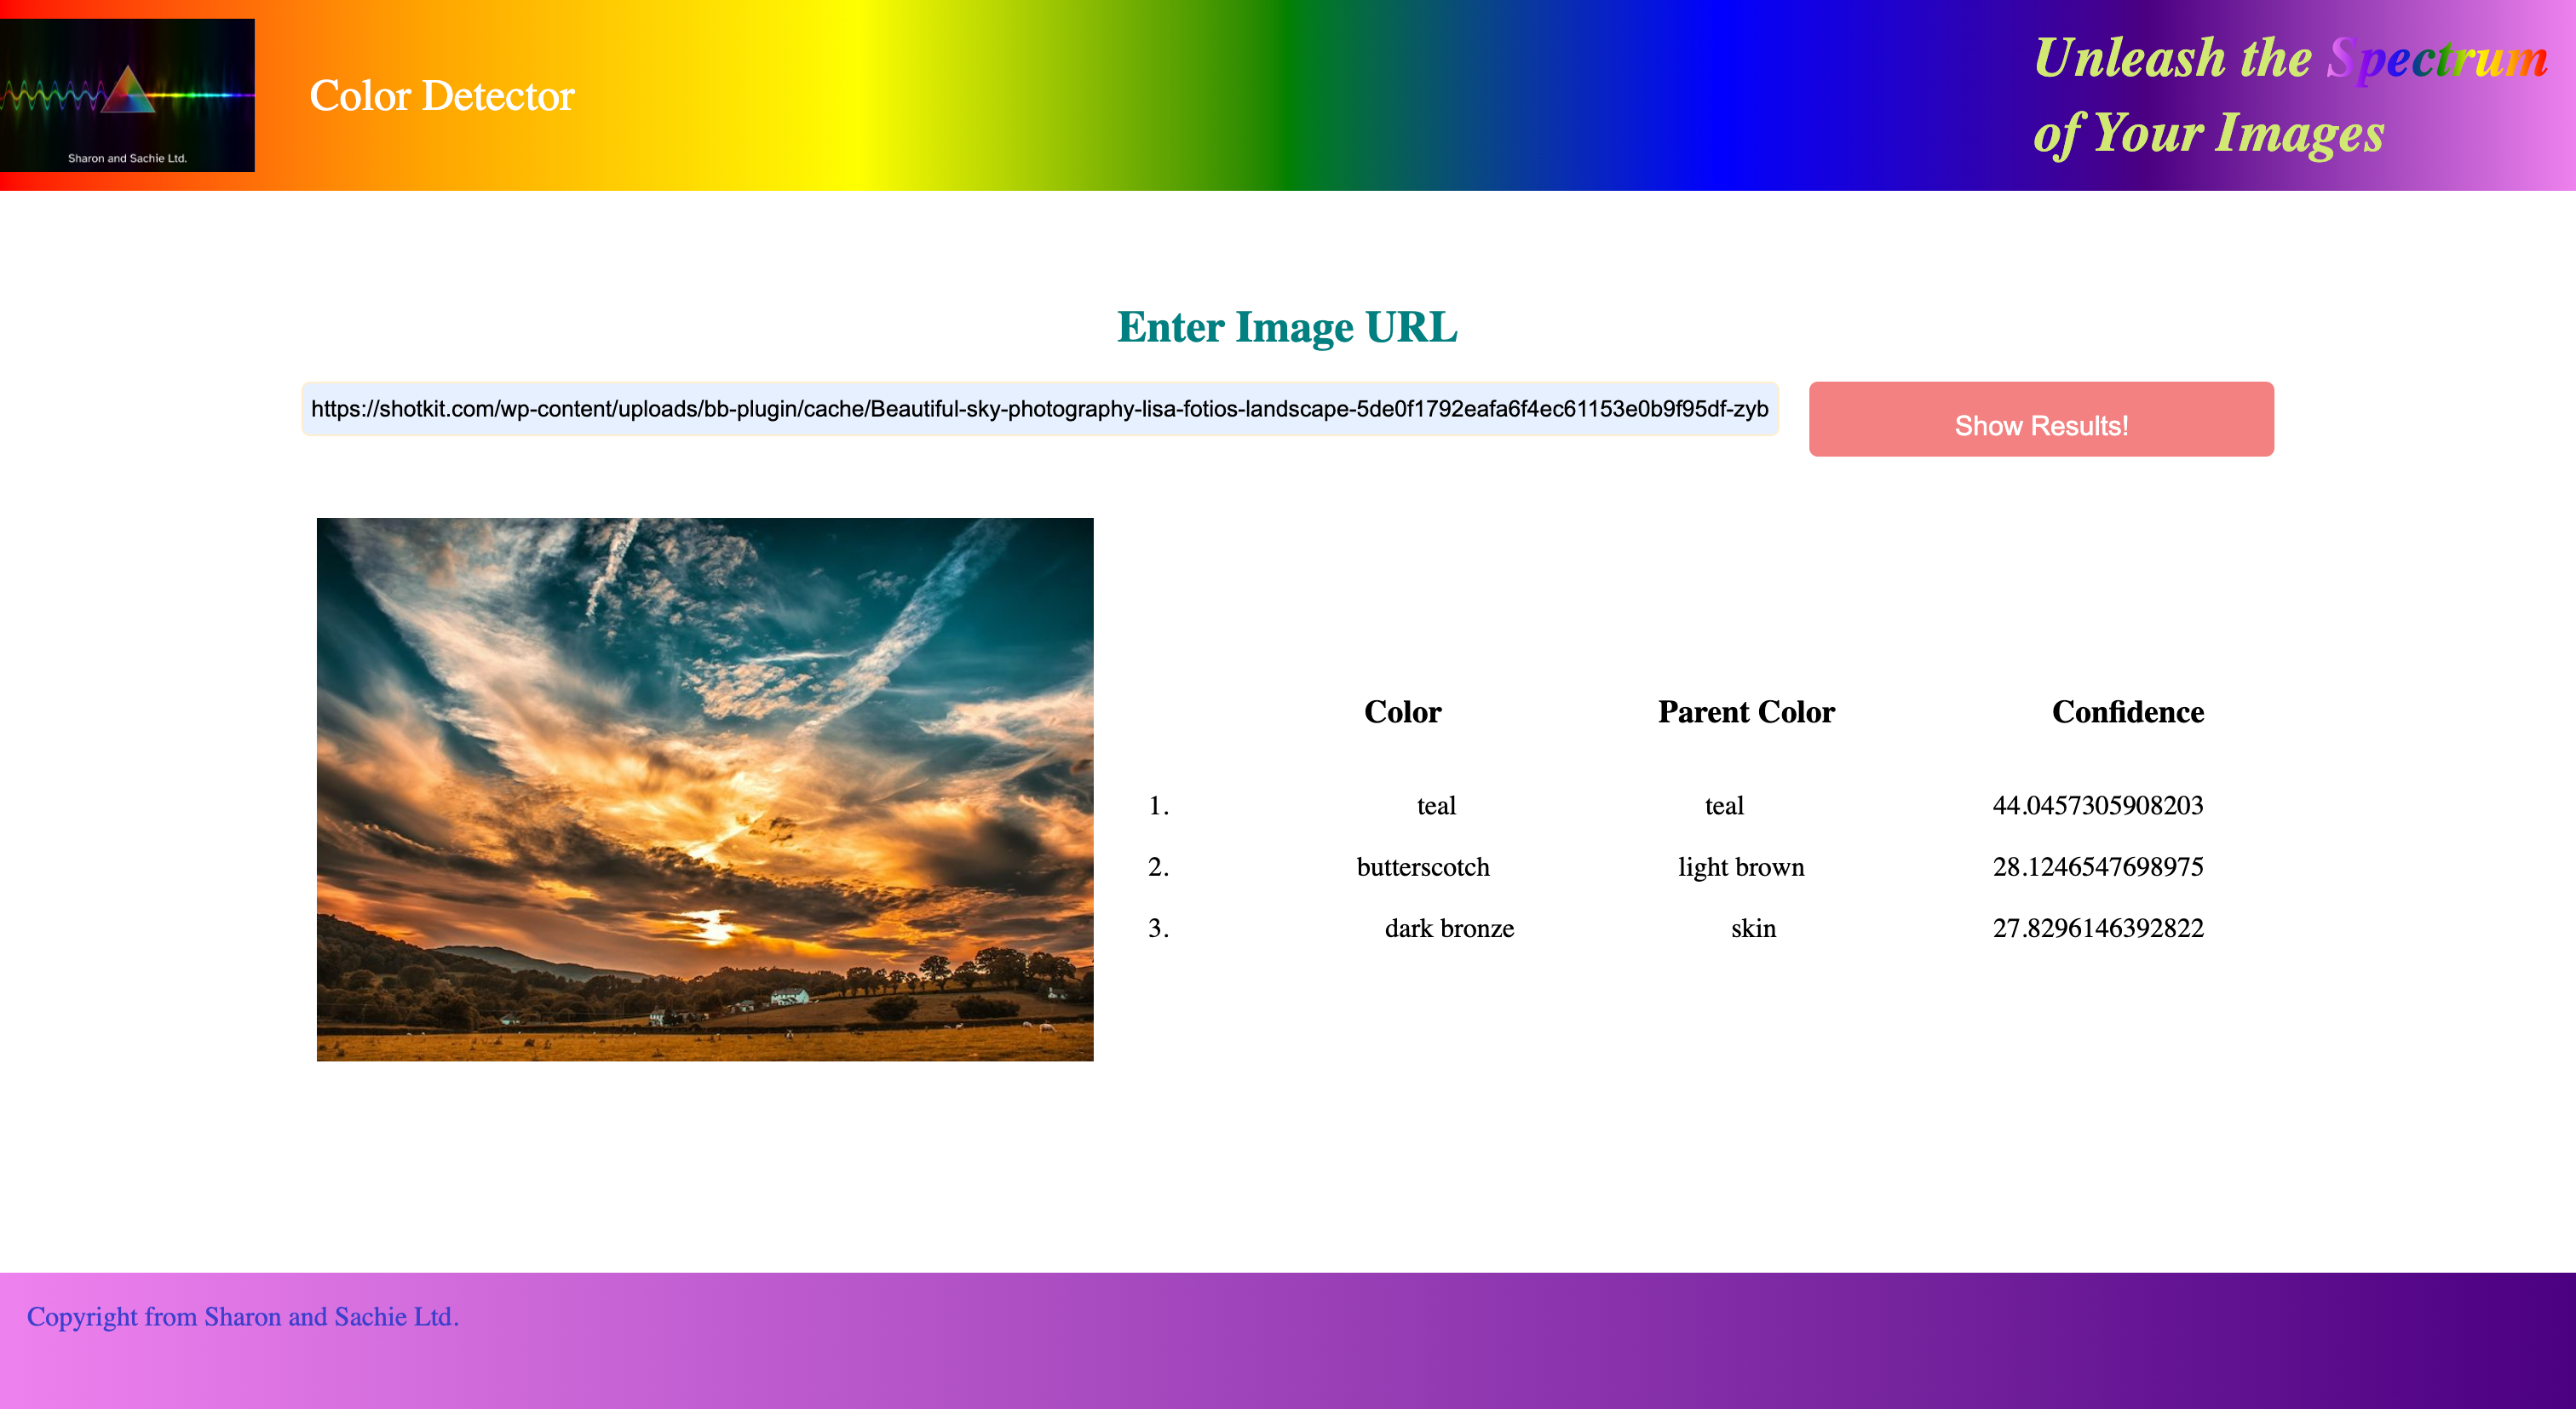 Sharon and Sachie Ltd.
Color Detector
Unleash the Spectrum
of Your Images
Enter Image URL
https://shotkit.com/wp-content/uploads/bb-plugin/cache/Beautiful-sky-photography-lisa-fotios-landscape-5de0f1792eafa6f4ec61153e0b9f95df-zyb
Show Results!
Color Parent Color Confidence
1. teal teal 44.0457305908203
2. butterscotch light brown 28.1246547698975
3. dark bronze skin 27.8296146392822
Copyright from Sharon and Sachie Ltd.